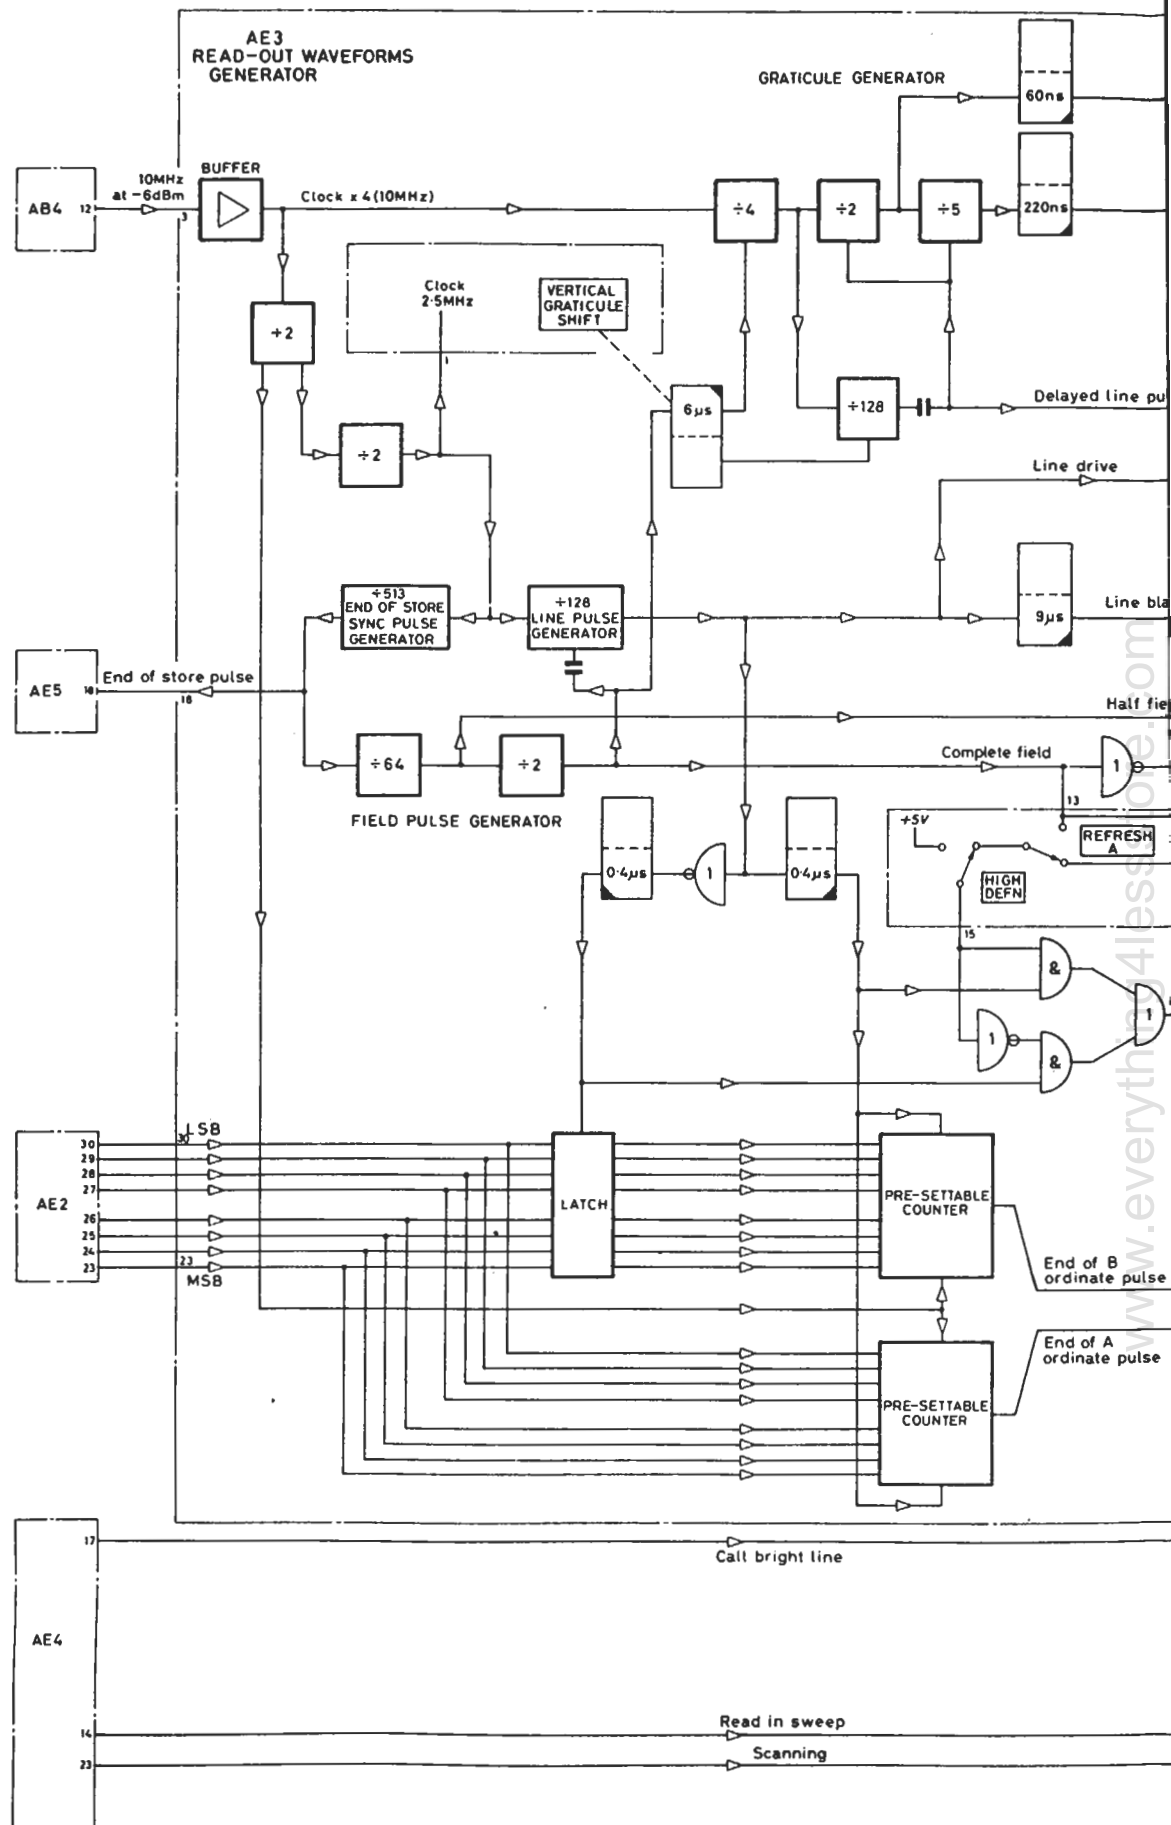 AE3
READ-OUT WAVEFORMS
GENERATOR
GRATICULE GENERATOR
60ns
10MHz
at -6dBm
BUFFER
AB4
12
3
Clock x 4 (10MHz)
÷4
÷2
÷5
220ns
Clock
2·5MHz
VERTICAL
GRATICULE
SHIFT
÷2
1
6µs
÷128
Delayed line pu
÷2
Line drive
÷513
END OF STORE
SYNC PULSE
GENERATOR
÷128
LINE PULSE
GENERATOR
9µs
Line bla
AE5
18
End of store pulse
18
Half fie
÷64
÷2
Complete field
1
13
FIELD PULSE GENERATOR
+5V
REFRESH
A
0·4µs
1
0·4µs
HIGH
DEFN
15
&
1
1
&
AE2
30
29
28
27
26
25
24
23
30
LSB
23
MSB
LATCH
PRE-SETTABLE
COUNTER
End of B
ordinate pulse
End of A
ordinate pulse
PRE-SETTABLE
COUNTER
17
Call bright line
AE4
14
Read in sweep
23
Scanning
www.everything4lessstore.com